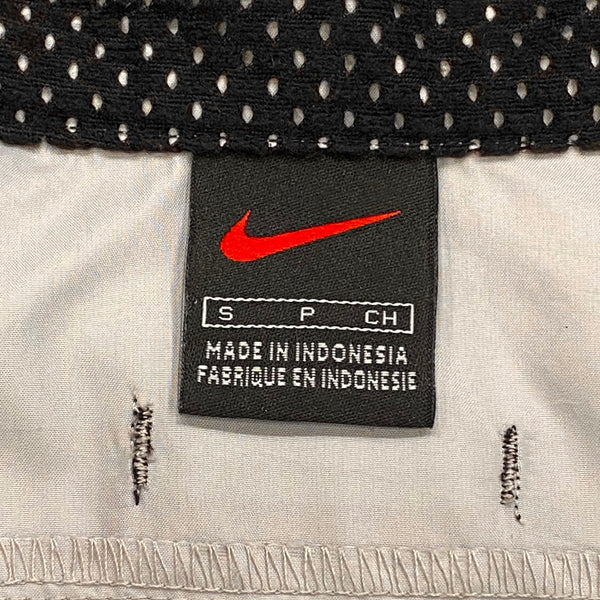 S P CH
MADE IN INDONESIA
FABRIQUE EN INDONESIE